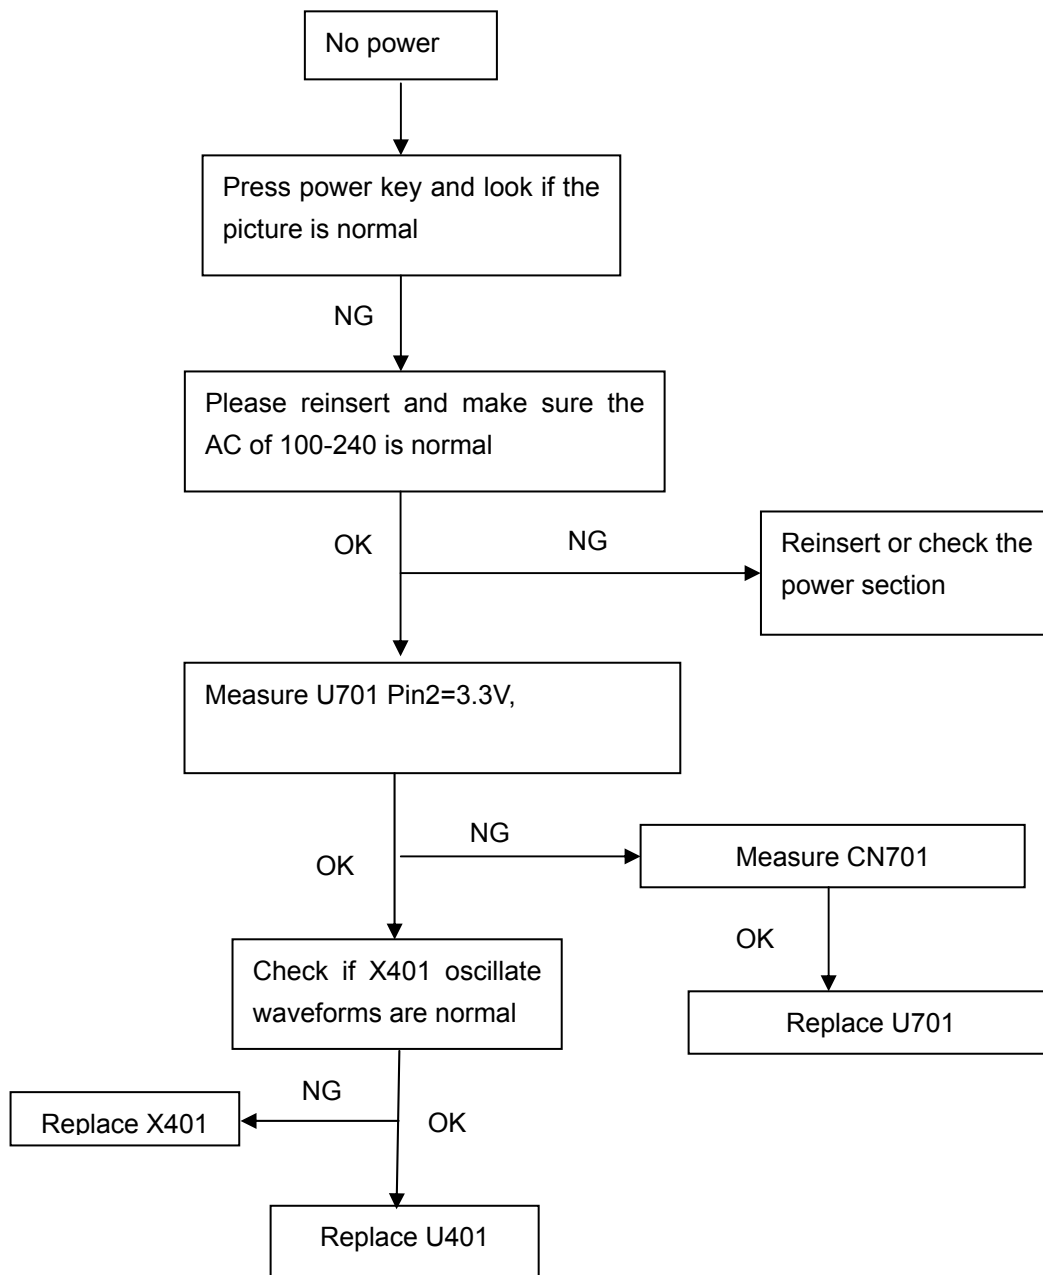 No power
Press power key and look if the
picture is normal
NG
Please reinsert and make sure the
AC of 100-240 is normal
OK
NG
Reinsert or check the
power section
Measure U701 Pin2=3.3V,
NG
OK
Measure CN701
OK
Check if X401 oscillate
waveforms are normal
Replace U701
NG
OK
Replace X401
Replace U401